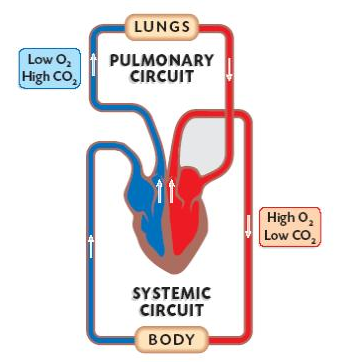 LUNGS
Low O₂
High CO₂
PULMONARY
CIRCUIT
High O₂
Low CO₂
SYSTEMIC
CIRCUIT
BODY